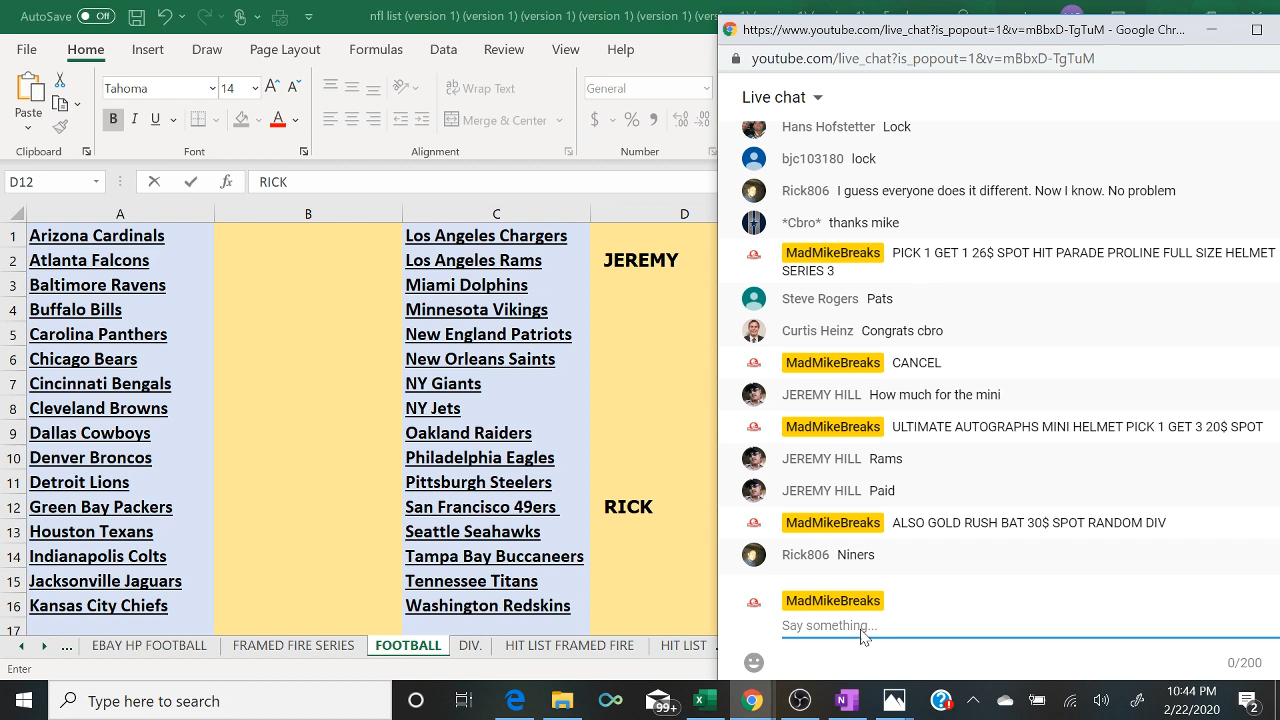 AutoSave Off
nfl list (version 1) (version 1) (version 1) (version 1)
File Home Insert Draw Page Layout Formulas Data Review View Help
Tahoma 14
ab Wrap Text
General
Paste
B I U
A
Merge & Center
$ % 9
Clipboard Font Alignment Number
D12 fx RICK
A B C D
1 Arizona Cardinals Los Angeles Chargers
2 Atlanta Falcons Los Angeles Rams JEREMY
3 Baltimore Ravens Miami Dolphins
4 Buffalo Bills Minnesota Vikings
5 Carolina Panthers New England Patriots
6 Chicago Bears New Orleans Saints
7 Cincinnati Bengals NY Giants
8 Cleveland Browns NY Jets
9 Dallas Cowboys Oakland Raiders
10 Denver Broncos Philadelphia Eagles
11 Detroit Lions Pittsburgh Steelers
12 Green Bay Packers San Francisco 49ers RICK
13 Houston Texans Seattle Seahawks
14 Indianapolis Colts Tampa Bay Buccaneers
15 Jacksonville Jaguars Tennessee Titans
16 Kansas City Chiefs Washington Redskins
17
... EBAY HP FOOTBALL FRAMED FIRE SERIES FOOTBALL DIV. HIT LIST FRAMED FIRE HIT LIST
Enter
https://www.youtube.com/live_chat?is_popout=1&v=mBbxD-TgTuM - Google Chr...
youtube.com/live_chat?is_popout=1&v=mBbxD-TgTuM
Live chat
Hans Hofstetter Lock
bjc103180 lock
Rick806 I guess everyone does it different. Now I know. No problem
*Cbro* thanks mike
MadMikeBreaks PICK 1 GET 1 26$ SPOT HIT PARADE PROLINE FULL SIZE HELMET
SERIES 3
Steve Rogers Pats
Curtis Heinz Congrats cbro
MadMikeBreaks CANCEL
JEREMY HILL How much for the mini
MadMikeBreaks ULTIMATE AUTOGRAPHS MINI HELMET PICK 1 GET 3 20$ SPOT
JEREMY HILL Rams
JEREMY HILL Paid
MadMikeBreaks ALSO GOLD RUSH BAT 30$ SPOT RANDOM DIV
Rick806 Niners
MadMikeBreaks
Say something...
0/200
Type here to search
99+
10:44 PM
2/22/2020
2